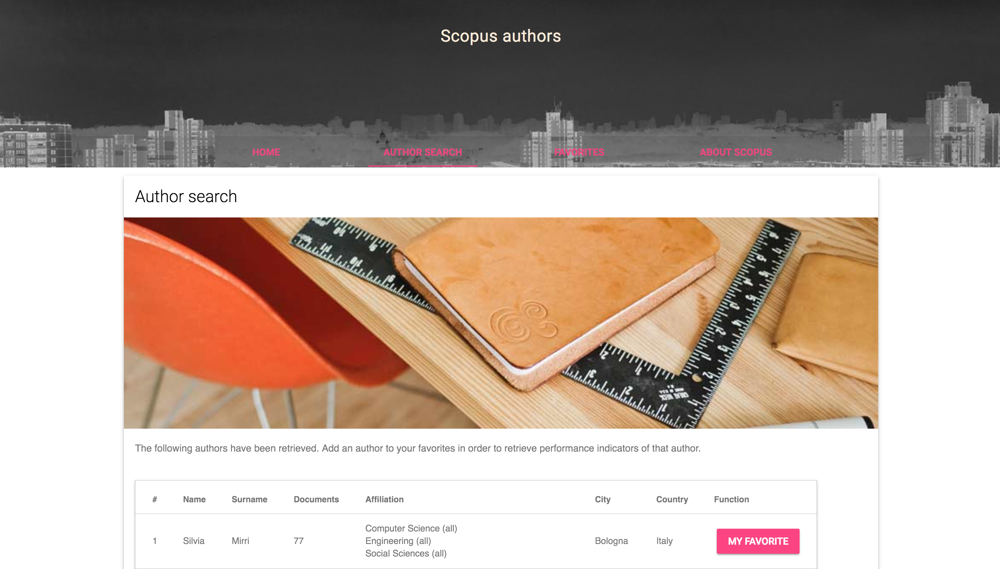 Scopus authors
HOME AUTHOR SEARCH FAVORITES ABOUT SCOPUS
Author search
The following authors have been retrieved. Add an author to your favorites in order to retrieve performance indicators of that author.
# Name Surname Documents Affiliation City Country Function
Computer Science (all)
1 Silvia Mirri 77 Engineering (all) Bologna Italy MY FAVORITE
Social Sciences (all)